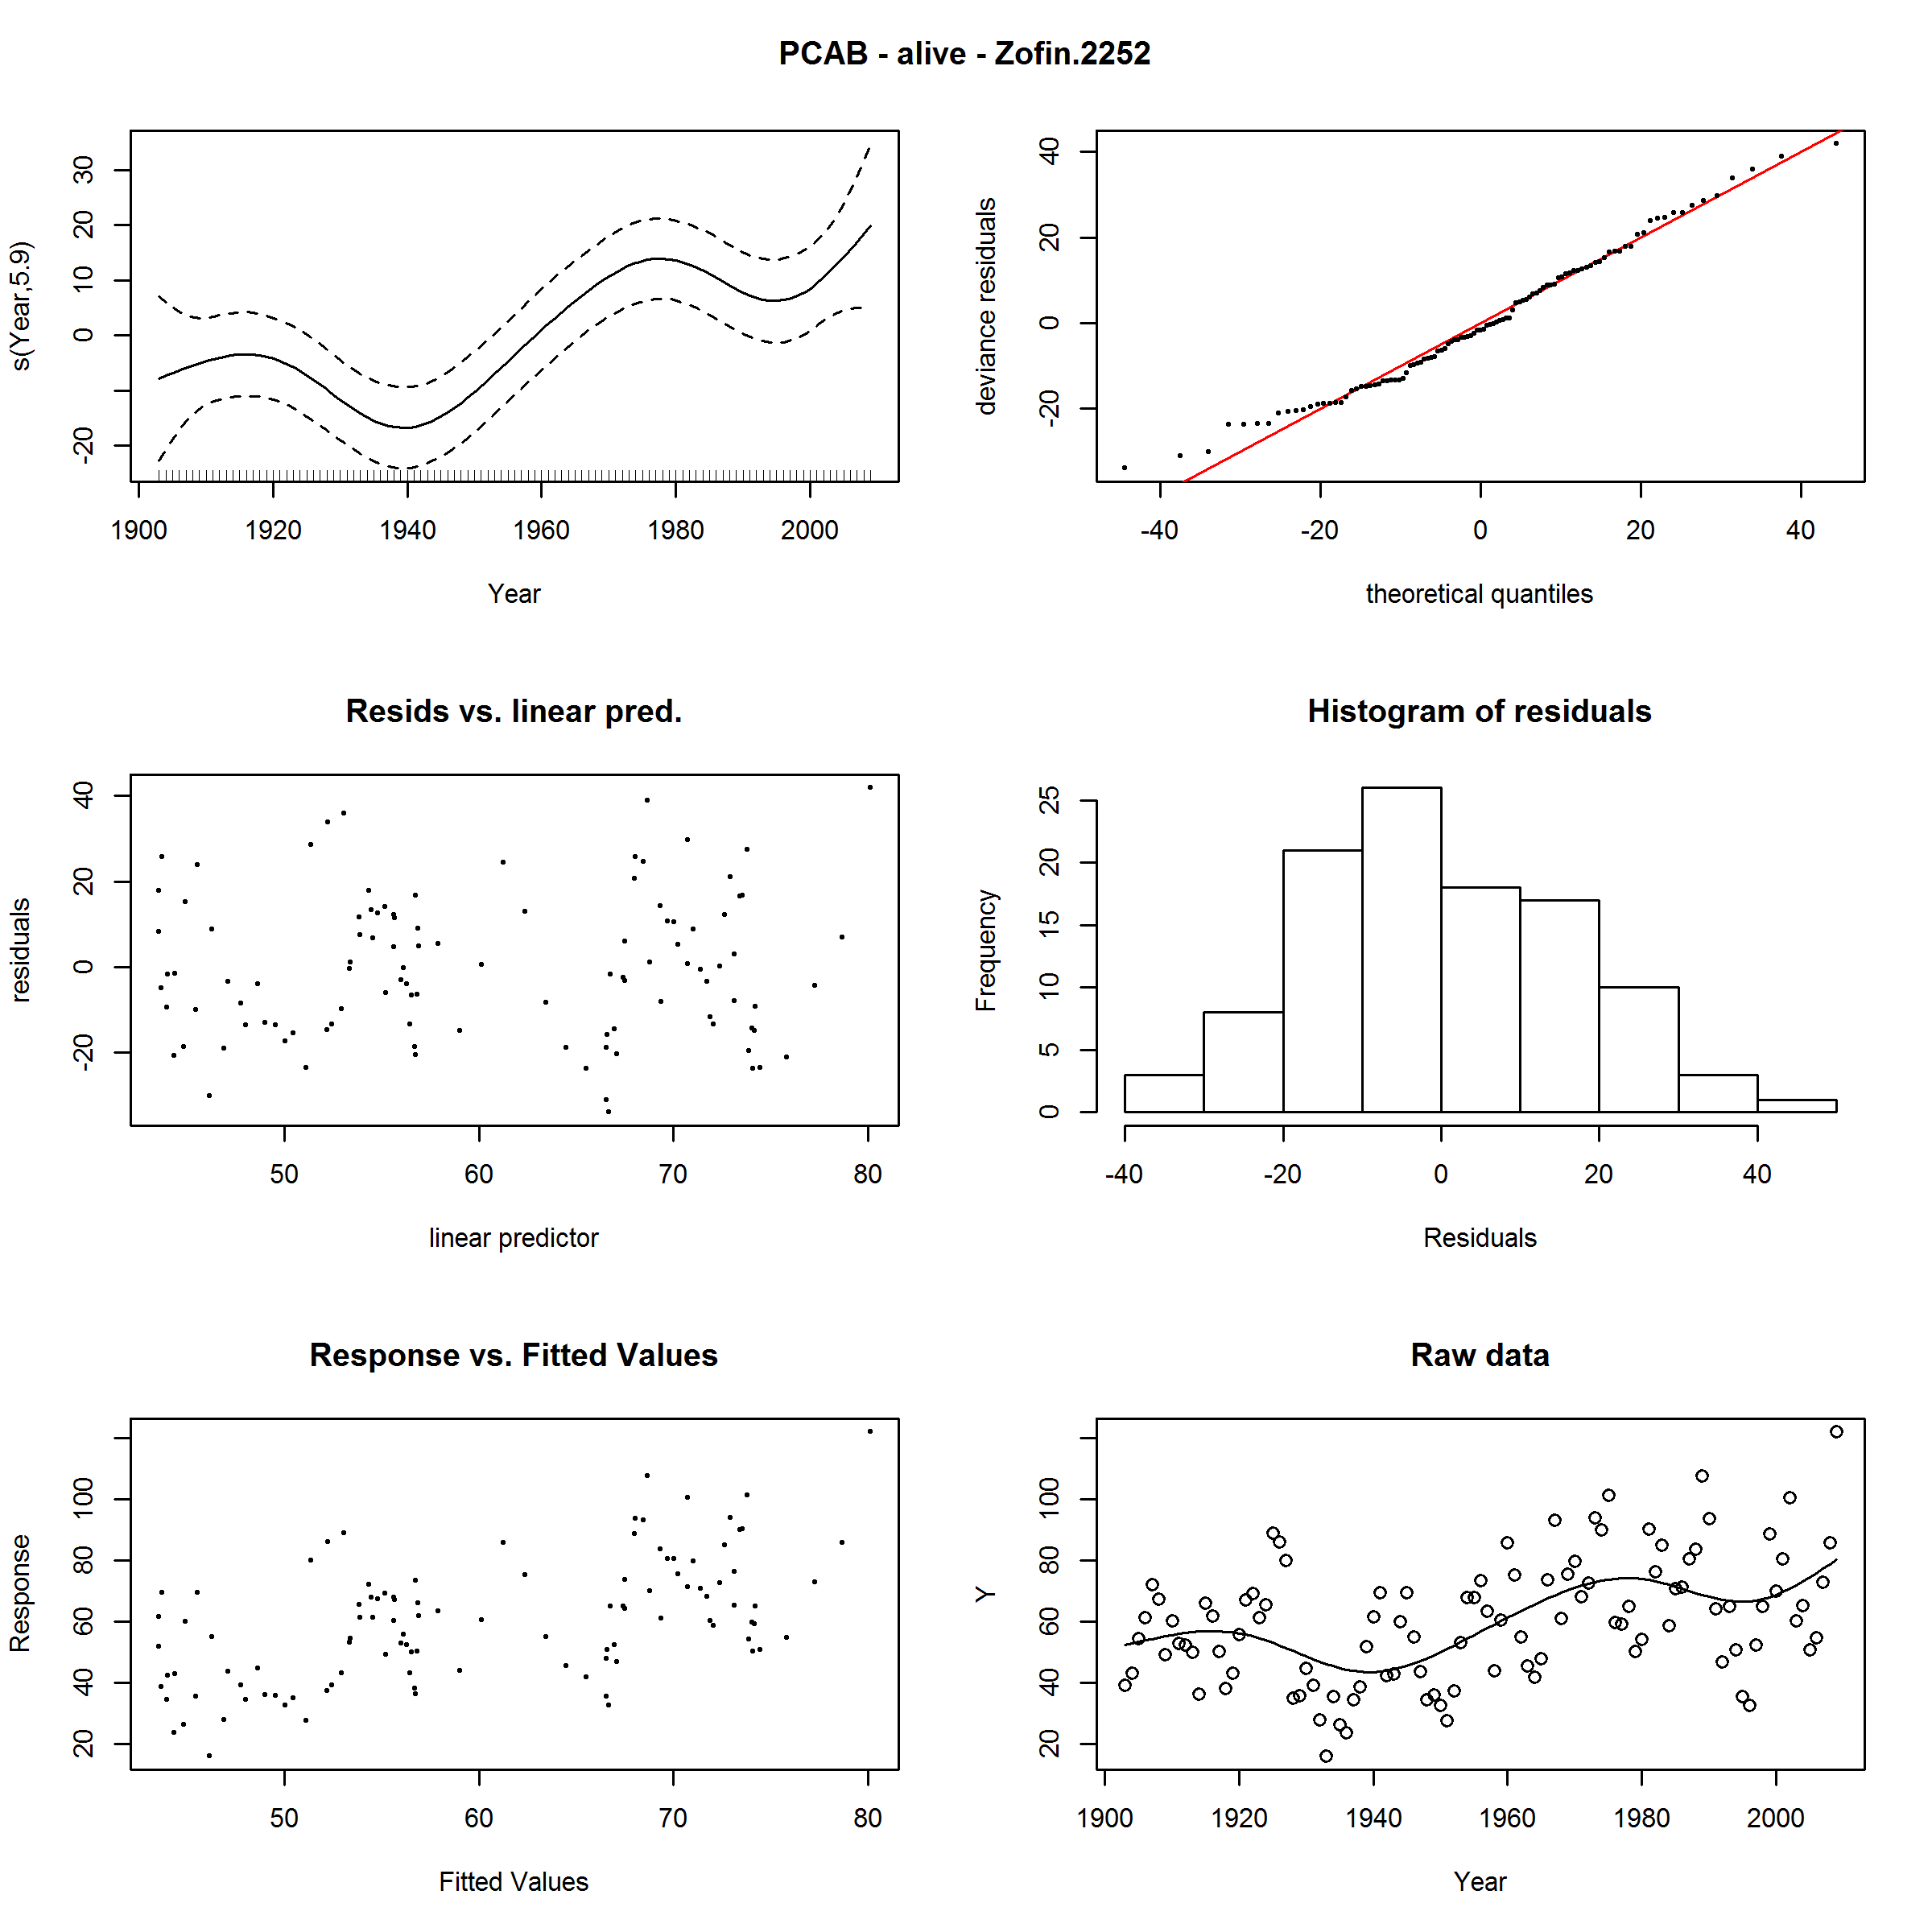 PCAB - alive - Zofin.2252
s(Year,5.9)
-20 0 10 20 30
1900 1920 1940 1960 1980 2000
Year
deviance residuals
-20 0 20 40
-40 -20 0 20 40
theoretical quantiles
Resids vs. linear pred.
residuals
-20 0 20 40
50 60 70 80
linear predictor
Histogram of residuals
Frequency
0 5 10 15 20 25
-40 -20 0 20 40
Residuals
Response vs. Fitted Values
Response
20 40 60 80 100
50 60 70 80
Fitted Values
Raw data
Y
20 40 60 80 100
1900 1920 1940 1960 1980 2000
Year